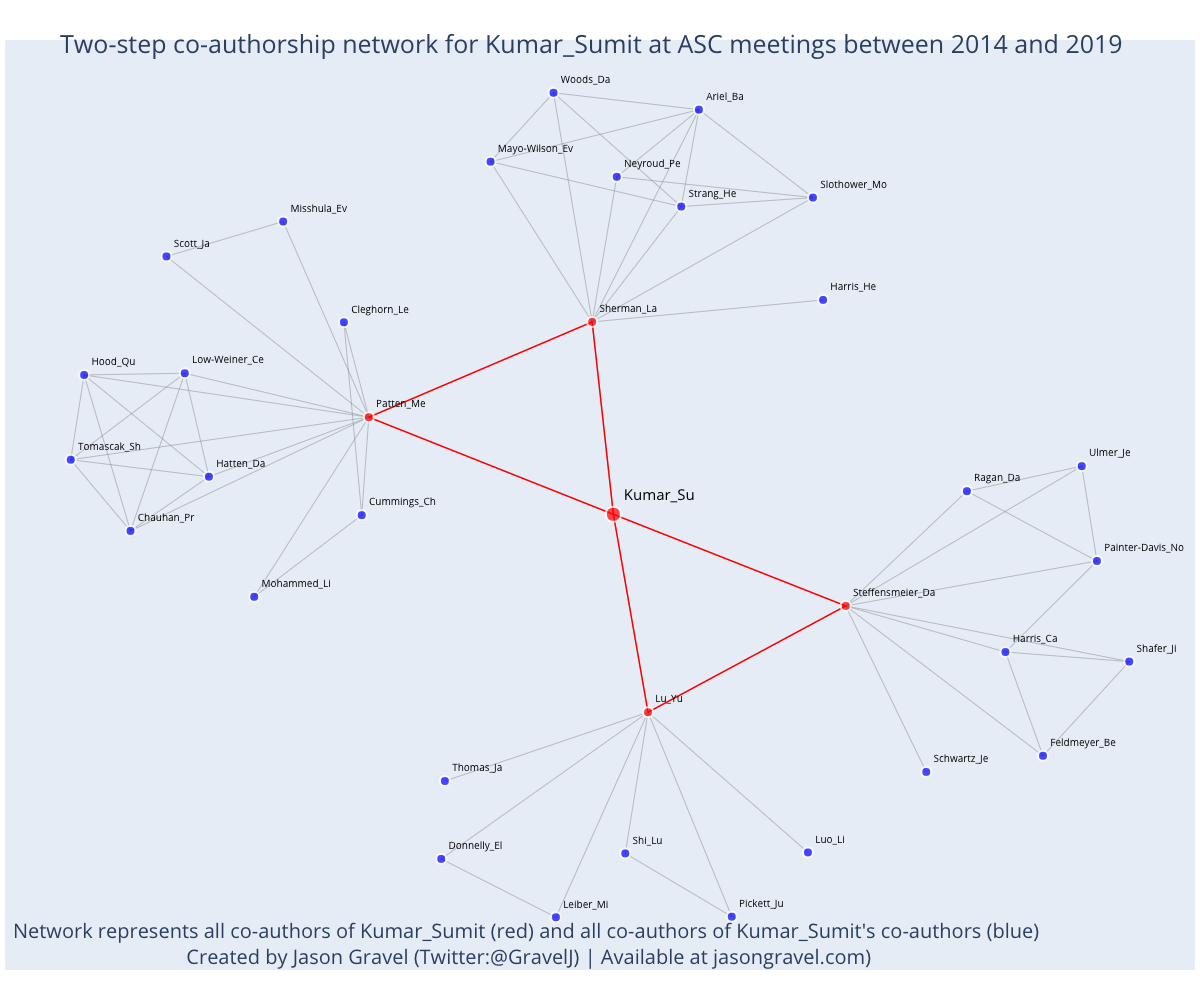 Two-step co-authorship network for Kumar_Sumit at ASC meetings between 2014 and 2019
Woods_Da
Ariel_Ba
Mayo-Wilson_Ev
Neyroud_Pe
Slothower_Mo
Strang_He
Misshula_Ev
Scott_Ja
Harris_He
Sherman_La
Cleghorn_Le
Hood_Qu
Low-Weiner_Ce
Patten_Me
Tomascak_Sh
Ulmer_Je
Hatten_Da
Ragan_Da
Kumar_Su
Cummings_Ch
Chauhan_Pr
Painter-Davis_No
Mohammed_Li
Steffensmeier_Da
Harris_Ca
Shafer_Ji
Lu_Yu
Feldmeyer_Be
Schwartz_Je
Thomas_Ja
Shi_Lu
Luo_Li
Donnelly_El
Leiber_Mi
Pickett_Ju
Network represents all co-authors of Kumar_Sumit (red) and all co-authors of Kumar_Sumit's co-authors (blue)
Created by Jason Gravel (Twitter:@GravelJ) | Available at jasongravel.com)